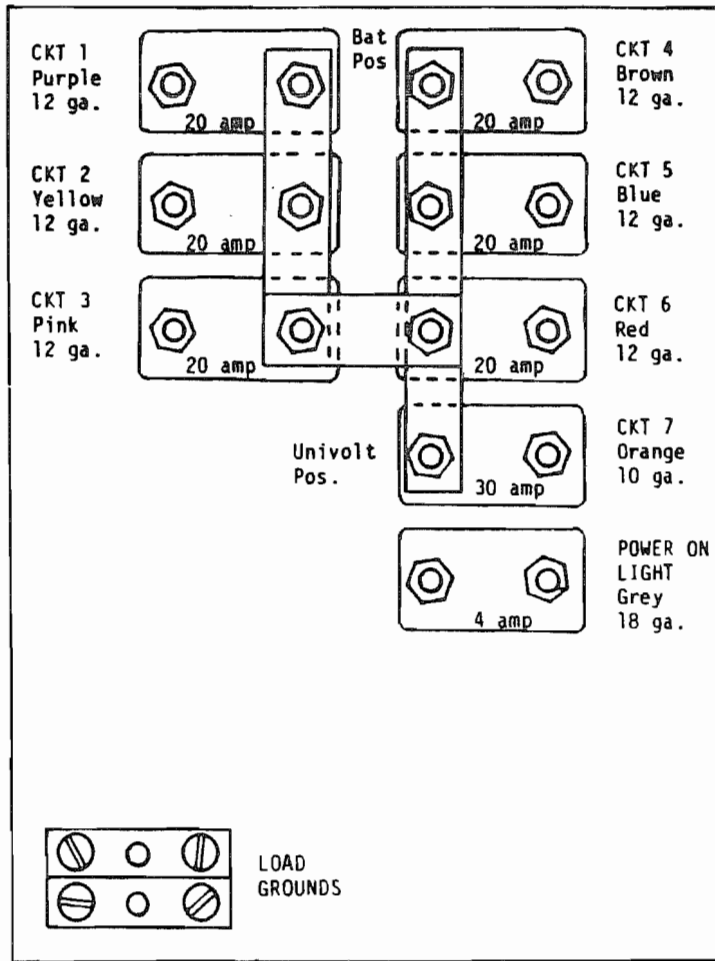 CKT 1
Purple
12 ga.
20 amp
Bat
Pos
20 amp
CKT 4
Brown
12 ga.
CKT 2
Yellow
12 ga.
20 amp
20 amp
CKT 5
Blue
12 ga.
CKT 3
Pink
12 ga.
20 amp
20 amp
CKT 6
Red
12 ga.
Univolt
Pos.
30 amp
CKT 7
Orange
10 ga.
4 amp
POWER ON
LIGHT
Grey
18 ga.
LOAD
GROUNDS